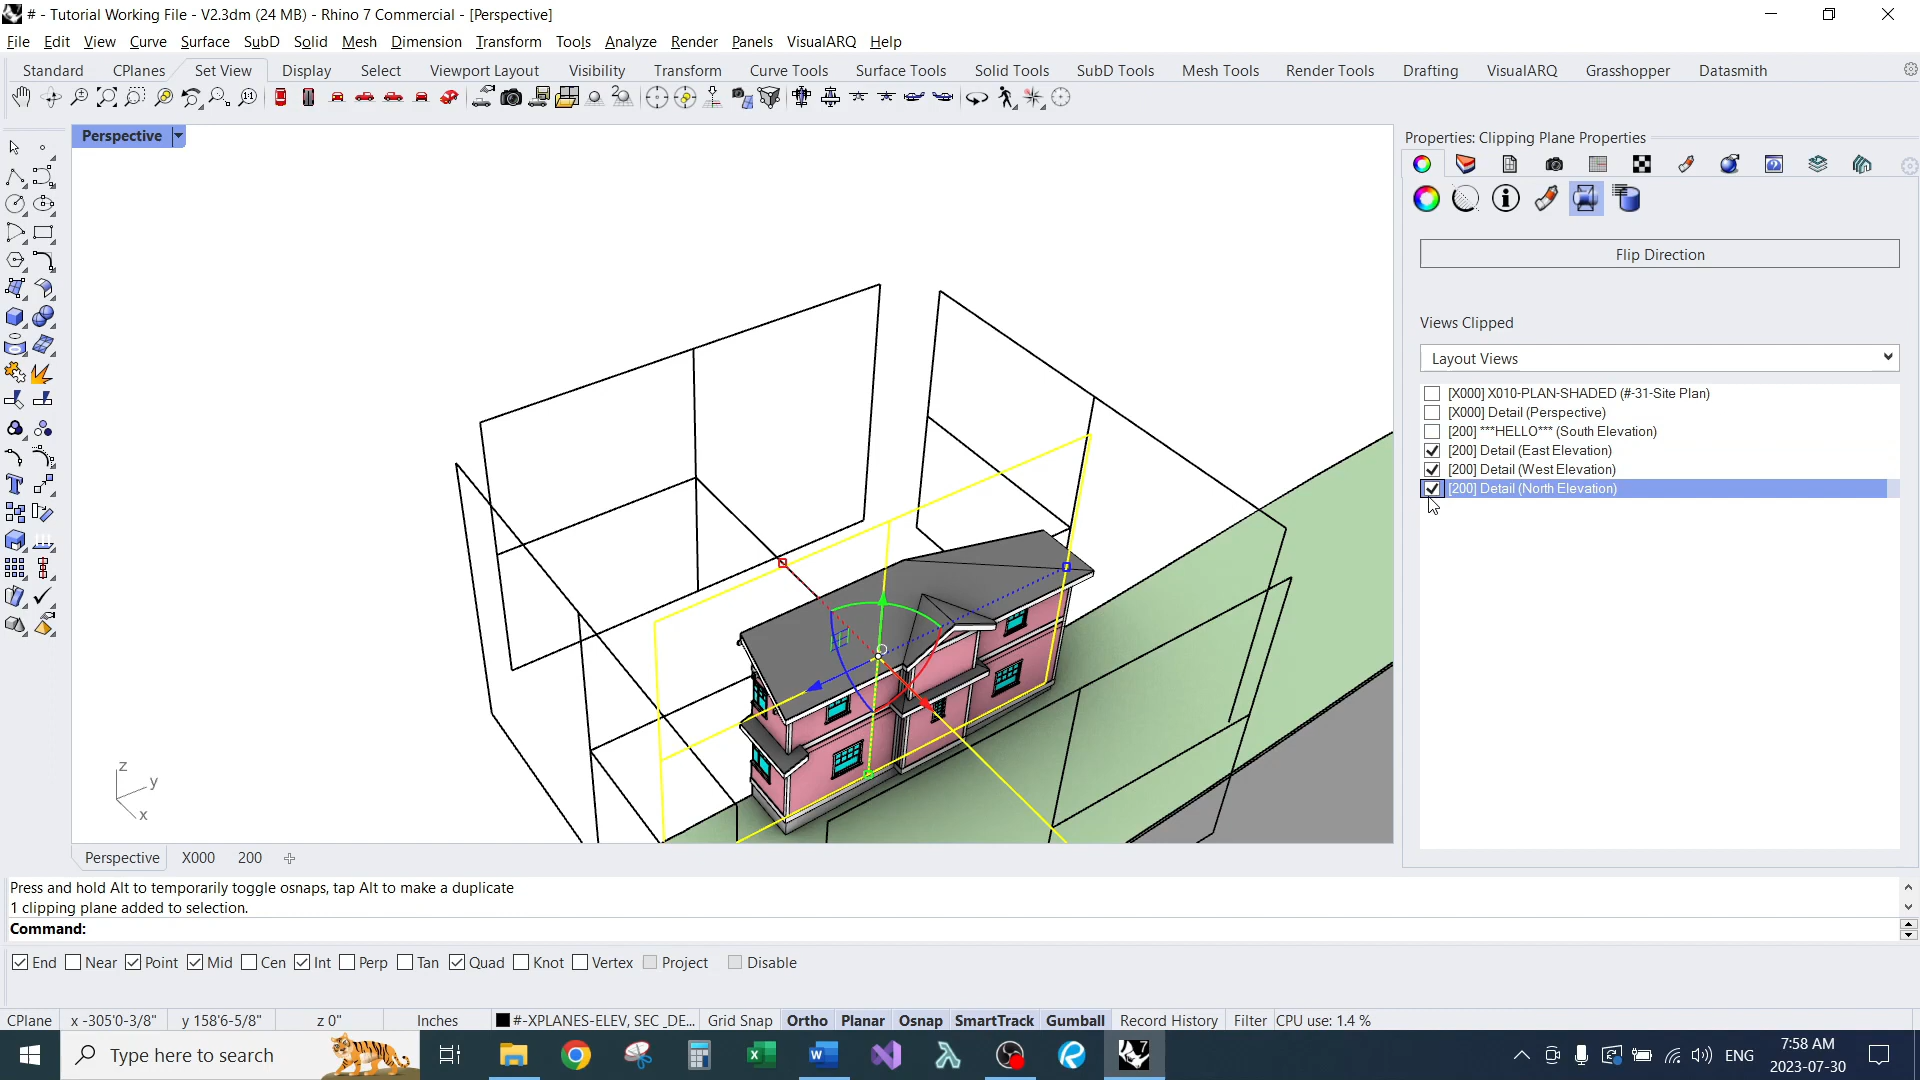 # - Tutorial Working File - V2.3dm (24 MB) - Rhino 7 Commercial - [Perspective]
File Edit View Curve Surface SubD Solid Mesh Dimension Transform Tools Analyze Render Panels VisualARQ Help
Standard CPlanes Set View Display Select Viewport Layout Visibility Transform Curve Tools Surface Tools Solid Tools SubD Tools Mesh Tools Render Tools Drafting VisualARQ Grasshopper Datasmith
Perspective
Properties: Clipping Plane Properties
Flip Direction
Views Clipped
Layout Views
[X000] X010-PLAN-SHADED (#-31-Site Plan)
[X000] Detail (Perspective)
[200] ***HELLO*** (South Elevation)
[200] Detail (East Elevation)
[200] Detail (West Elevation)
[200] Detail (North Elevation)
z
y
x
Perspective X000 200
Press and hold Alt to temporarily toggle osnaps, tap Alt to make a duplicate
1 clipping plane added to selection.
Command:
End Near Point Mid Cen Int Perp Tan Quad Knot Vertex Project Disable
CPlane x -305'0-3/8" y 158'6-5/8" z 0" Inches #-XPLANES-ELEV, SEC _DE... Grid Snap Ortho Planar Osnap SmartTrack Gumball Record History Filter CPU use: 1.4 %
Type here to search
ENG
7:58 AM
2023-07-30